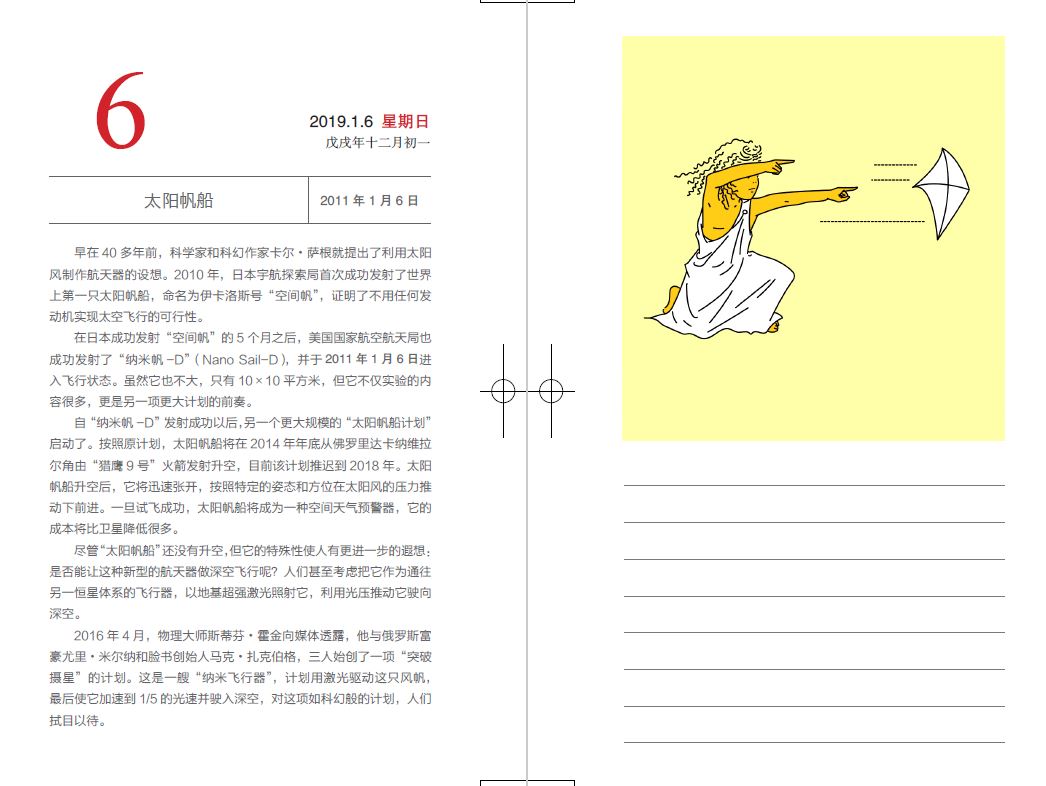 6
2019.1.6 星期日
戊戌年十二月初一
太阳帆船
2011 年 1 月 6 日
早在 40 多年前，科学家和科幻作家卡尔·萨根就提出了利用太阳
风制作航天器的设想。2010 年，日本宇航探索局首次成功发射了世界
上第一只太阳帆船，命名为伊卡洛斯号“空间帆”，证明了不用任何发
动机实现太空飞行的可行性。
在日本成功发射“空间帆”的 5 个月之后，美国国家航空航天局也
成功发射了“纳米帆 -D”（Nano Sail-D），并于 2011 年 1 月 6 日进
入飞行状态。虽然它也不大，只有 10×10 平方米，但它不仅实验的内
容很多，更是另一项更大计划的前奏。
自“纳米帆 -D”发射成功以后，另一个更大规模的“太阳帆船计划”
启动了。按照原计划，太阳帆船将在 2014 年年底从佛罗里达卡纳维拉
尔角由“猎鹰 9 号”火箭发射升空，目前该计划推迟到 2018 年。太阳
帆船升空后，它将迅速张开，按照特定的姿态和方位在太阳风的压力推
动下前进。一旦试飞成功，太阳帆船将成为一种空间天气预警器，它的
成本将比卫星降低很多。
尽管“太阳帆船”还没有升空，但它的特殊性使人有更进一步的遐想：
是否能让这种新型的航天器做深空飞行呢？人们甚至考虑把它作为通往
另一恒星体系的飞行器，以地基超强激光照射它，利用光压推动它驶向
深空。
2016 年 4 月，物理大师斯蒂芬·霍金向媒体透露，他与俄罗斯富
豪尤里·米尔纳和脸书创始人马克·扎克伯格，三人始创了一项“突破
摄星”的计划。这是一艘“纳米飞行器”，计划用激光驱动这只风帆，
最后使它加速到 1/5 的光速并驶入深空，对这项如科幻般的计划，人们
拭目以待。